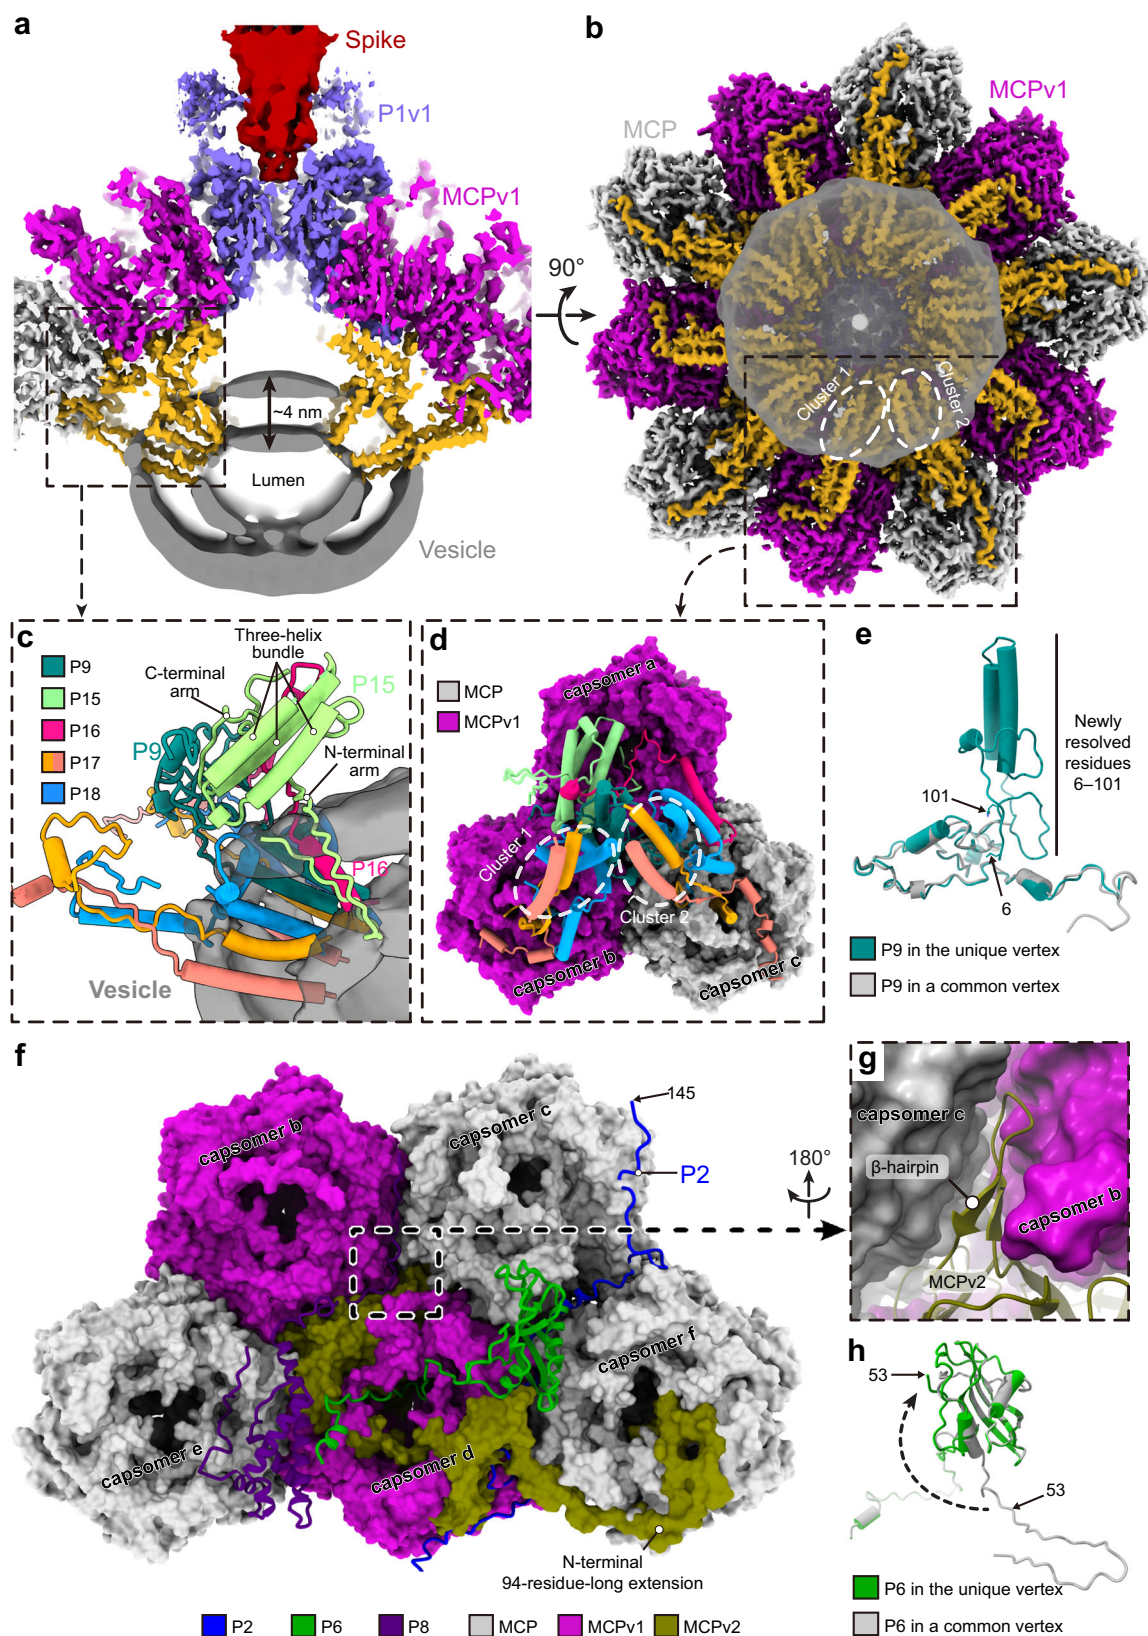 a
Spike
P1v1
MCPv1
~4 nm
Lumen
Vesicle
90°
b
MCP
MCPv1
Cluster 1
Cluster 2
c
P9
P15
P16
P17
P18
Three-helix
bundle
C-terminal
arm
P15
P9
N-terminal
arm
P16
Vesicle
d
MCP
MCPv1
capsomer a
Cluster 1
Cluster 2
capsomer b
capsomer c
e
Newly
resolved
residues
6–101
101
6
P9 in the unique vertex
P9 in a common vertex
f
capsomer b
capsomer c
145
P2
capsomer f
capsomer e
capsomer d
N-terminal
94-residue-long extension
180°
P2
P6
P8
MCP
MCPv1
MCPv2
g
capsomer c
β-hairpin
capsomer b
MCPv2
h
53
53
P6 in the unique vertex
P6 in a common vertex